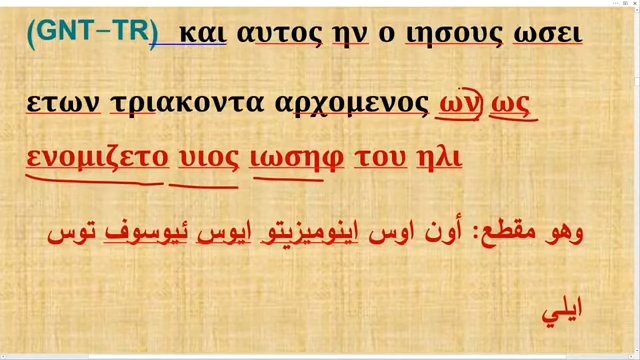 (GNT-TR) και αυτος ην ο ιησους ωσει
ετων τριακοντα αρχομενος ων ως
ενομιζετο υιος ιωσηφ του ηλι
وهو مقطع: أون اوس اينوميزيتو ايوس ئيوسوف توس
ايلي